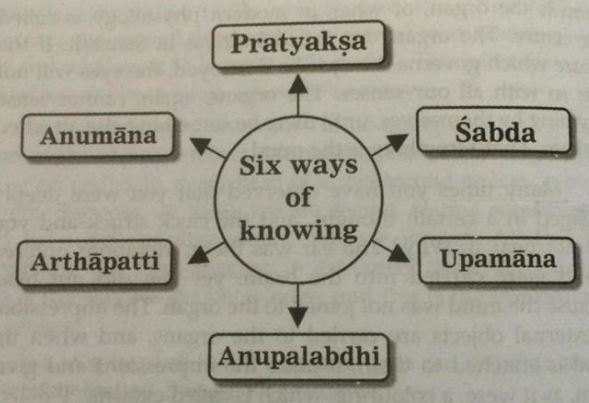 Pratyakṣa
Anumāna
Śabda
Six ways
of
knowing
Arthāpatti
Upamāna
Anupalabdhi